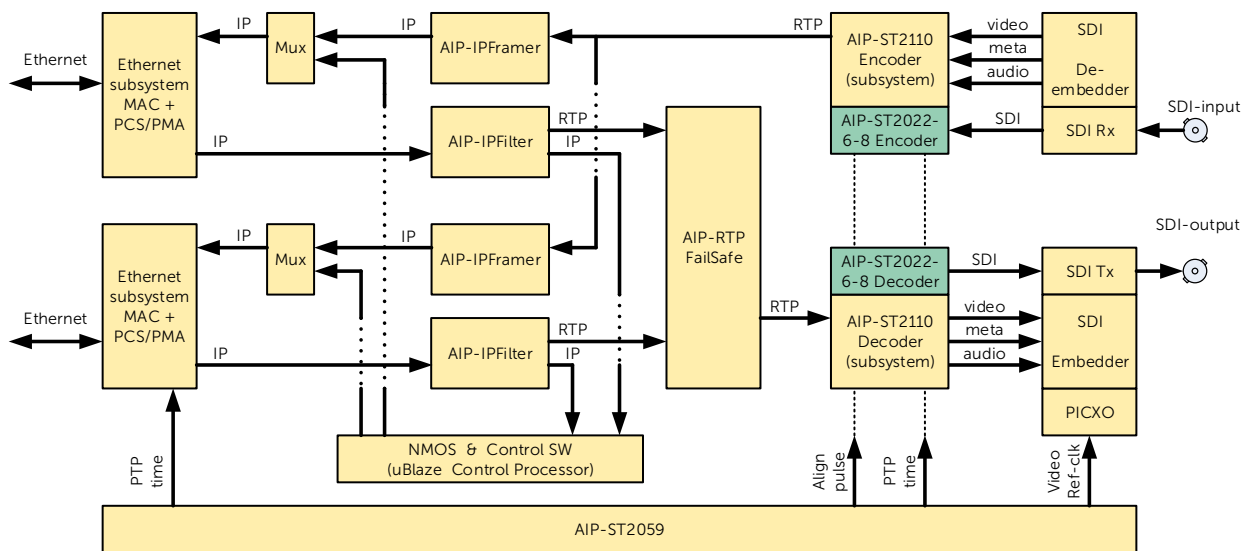 IP
IP
RTP
video
meta
audio
Mux
AIP-IPFramer
AIP-ST2110
Encoder
(subsystem)
SDI
De-
embedder
Ethernet
Ethernet
subsystem
MAC +
PCS/PMA
SDI-input
AIP-IPFilter
RTP
IP
IP
AIP-ST2022-
6-8 Encoder
SDI
SDI Rx
IP
IP
Mux
AIP-IPFramer
AIP-RTP
FailSafe
SDI-output
Ethernet
Ethernet
subsystem
MAC +
PCS/PMA
AIP-ST2022-
6-8 Decoder
SDI
SDI Tx
RTP
AIP-IPFilter
RTP
IP
IP
AIP-ST2110
Decoder
(subsystem)
video
meta
audio
SDI
Embedder
PICXO
NMOS & Control SW
(uBlaze Control Processor)
PTP
time
Align
pulse
PTP
time
Video
Ref-clk
AIP-ST2059